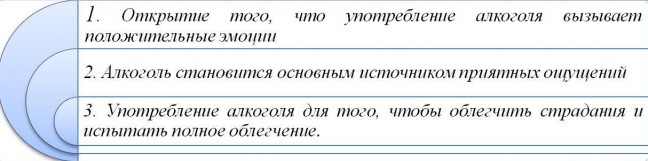 1. Открытие того, что употребление алкоголя вызывает
положительные эмоции
2. Алкоголь становится основным источником приятных ощущений
3. Употребление алкоголя для того, чтобы облегчить страдания и
испытать полное облегчение.